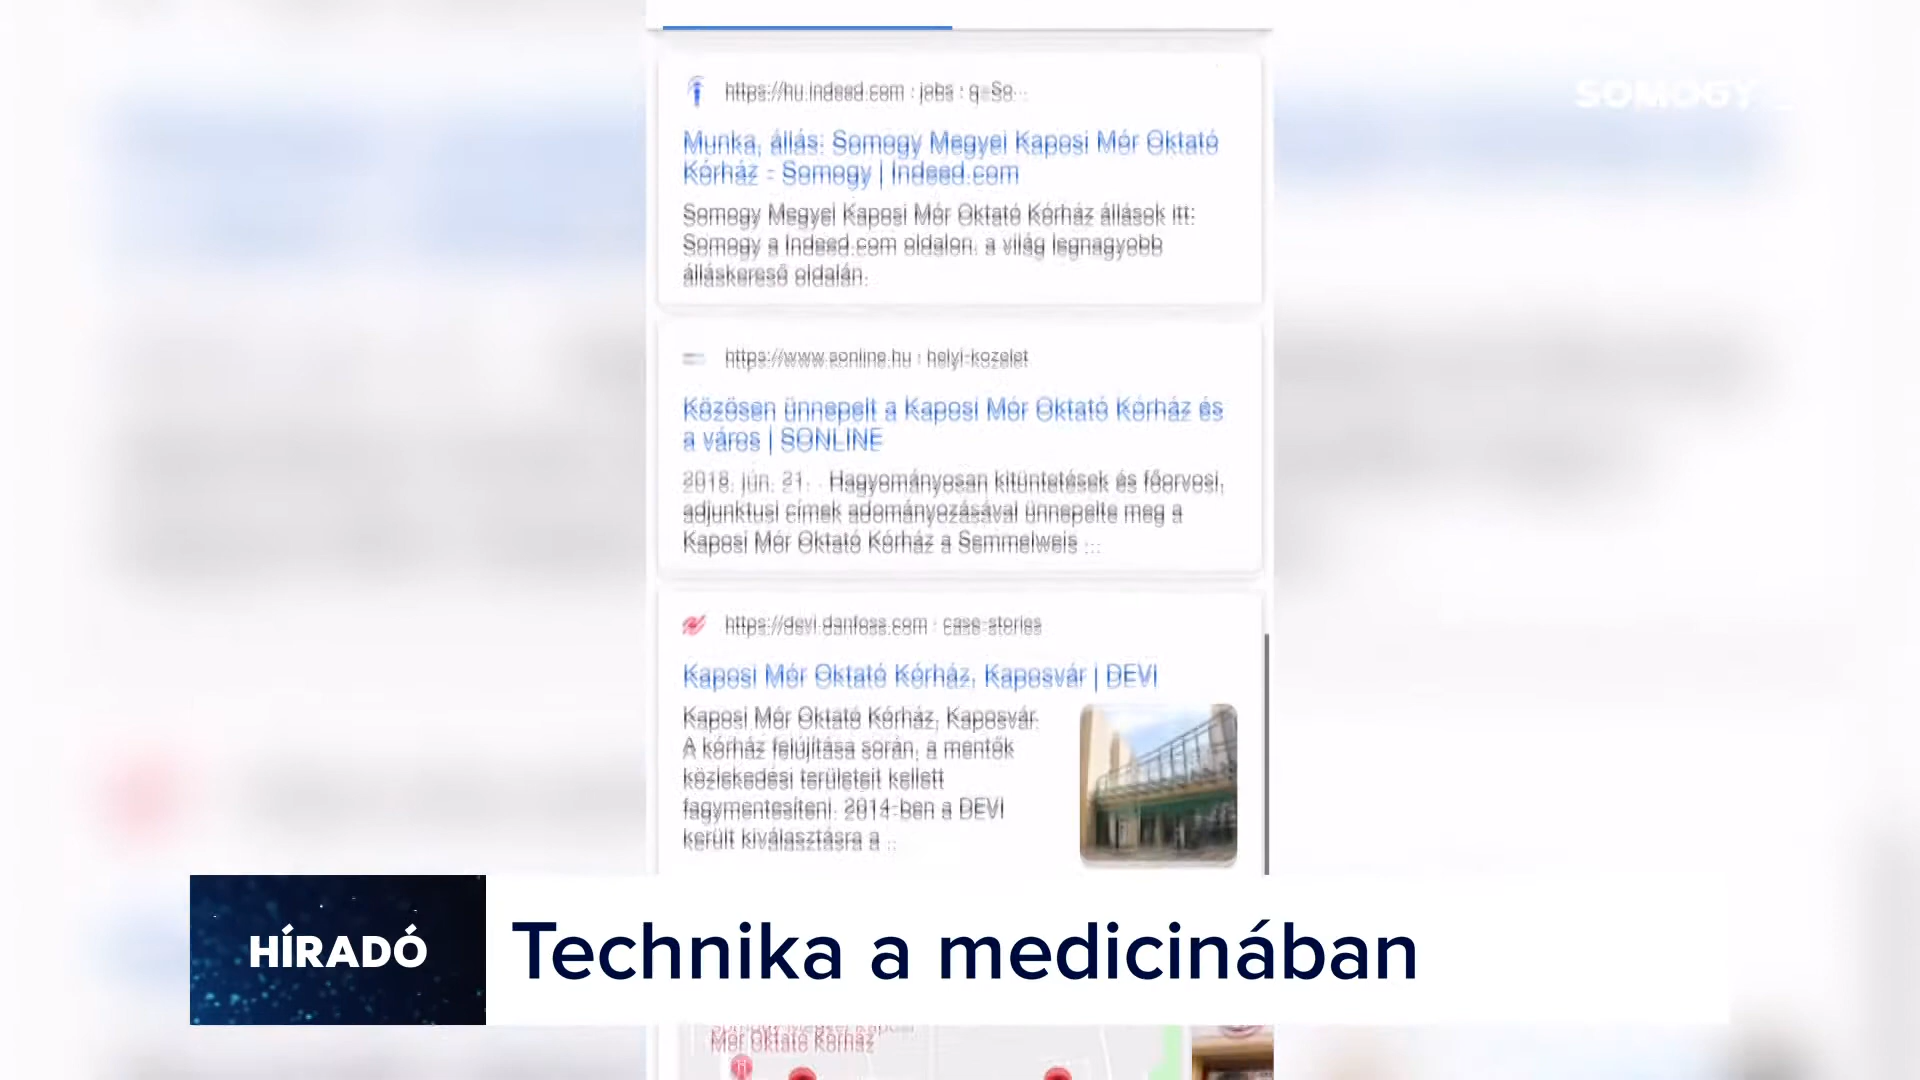 https://hu.indeed.com › jobs › q-So...
SOMOGY
Munka, állás: Somogy Megyei Kaposi Mór Oktató
Kórház - Somogy | Indeed.com
Somogy Megyei Kaposi Mór Oktató Kórház állások itt:
Somogy a Indeed.com oldalon. a világ legnagyobb
álláskereső oldalán.
https://www.sonline.hu › helyi-kozelet
Közösen ünnepelt a Kaposi Mór Oktató Kórház és
a város | SONLINE
2018. jún. 21. · Hagyományosan kitüntetések és főorvosi,
adjunktusi címek adományozásával ünnepelte meg a
Kaposi Mór Oktató Kórház a Semmelweis ...
https://devi.danfoss.com › case-stories
Kaposi Mór Oktató Kórház, Kaposvár | DEVI
Kaposi Mór Oktató Kórház, Kaposvár.
A kórház felújítása során, a mentők
közlekedési területeit kellett
fagymentesíteni. 2014-ben a DEVI
került kiválasztásra a ...
HÍRADÓ
Technika a medicinában
Somogy Megyei Kaposi
Mór Oktató Kórház
H